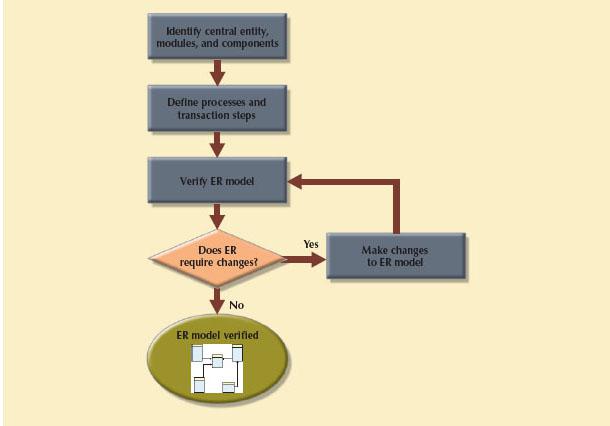 Identify central entity,
modules, and components
Define processes and
transaction steps
Verify ER model
Does ER
require changes?
Yes
Make changes
to ER model
No
ER model verified